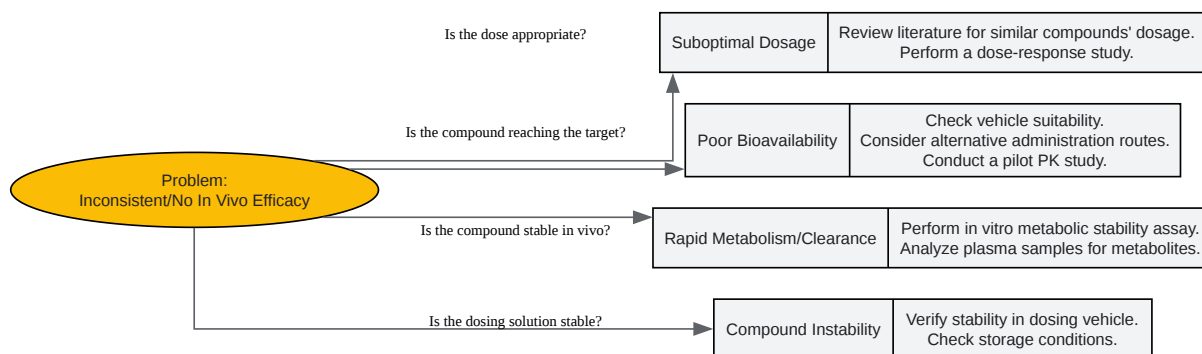 Is the dose appropriate?
Suboptimal Dosage
Review literature for similar compounds' dosage.
Perform a dose-response study.
Is the compound reaching the target?
Poor Bioavailability
Check vehicle suitability.
Consider alternative administration routes.
Conduct a pilot PK study.
Problem:
Inconsistent/No In Vivo Efficacy
Is the compound stable in vivo?
Rapid Metabolism/Clearance
Perform in vitro metabolic stability assay.
Analyze plasma samples for metabolites.
Is the dosing solution stable?
Compound Instability
Verify stability in dosing vehicle.
Check storage conditions.